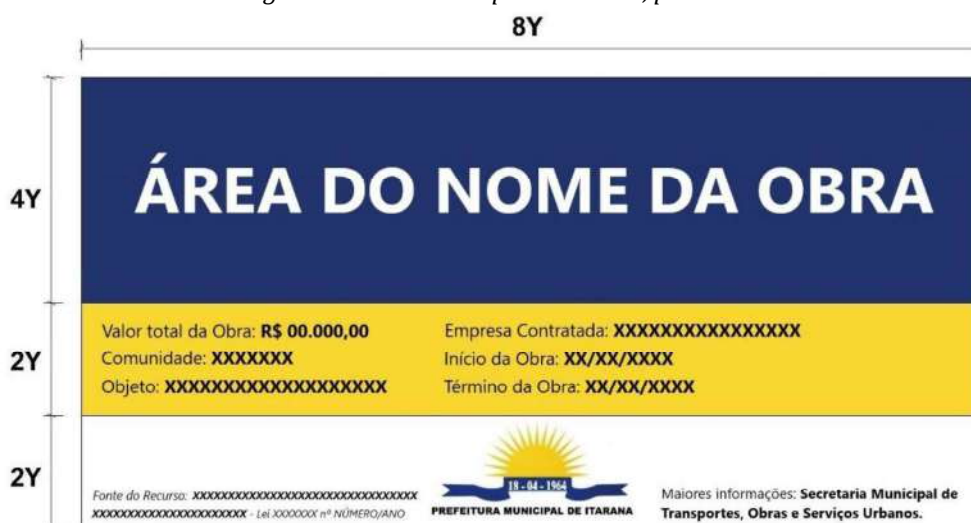 8Y
4Y
ÁREA DO NOME DA OBRA
2Y
Valor total da Obra: R$ 00.000,00
Comunidade: XXXXXXX
Objeto: XXXXXXXXXXXXXXXXXXX
Empresa Contratada: XXXXXXXXXXXXXXXX
Início da Obra: XX/XX/XXXX
Término da Obra: XX/XX/XXXX
2Y
Fonte do Recurso: XXXXXXXXXXXXXXXXXXXXXXXXXXXXXXXXX
XXXXXXXXXXXXXXXXXXXXXX - Lei XXXXXXX nº NÚMERO/ANO
18 - 04 - 1964
PREFEITURA MUNICIPAL DE ITARANA
Maiores informações: Secretaria Municipal de
Transportes, Obras e Serviços Urbanos.